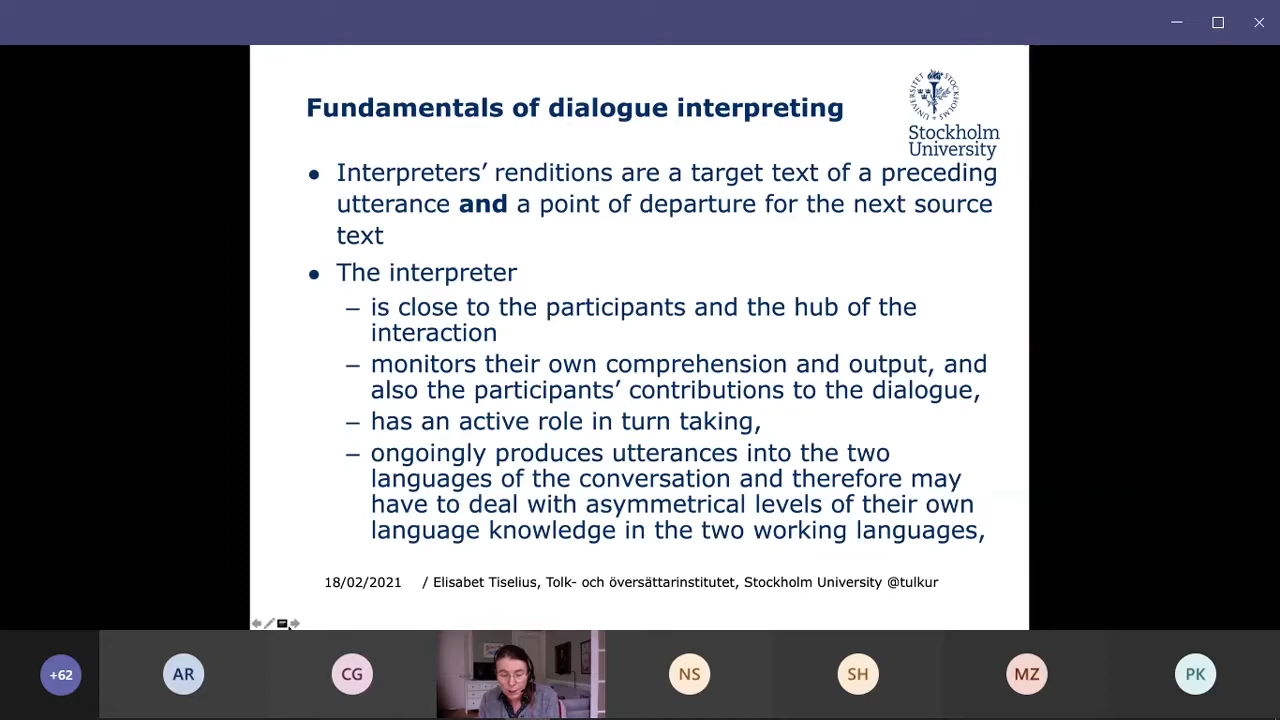 Fundamentals of dialogue interpreting
Stockholm
University
● Interpreters’ renditions are a target text of a preceding
utterance and a point of departure for the next source
text
● The interpreter
– is close to the participants and the hub of the
interaction
– monitors their own comprehension and output, and
also the participants’ contributions to the dialogue,
– has an active role in turn taking,
– ongoingly produces utterances into the two
languages of the conversation and therefore may
have to deal with asymmetrical levels of their own
language knowledge in the two working languages,
18/02/2021 / Elisabet Tiselius, Tolk- och översättarinstitutet, Stockholm University @tulkur
+62 AR CG NS SH MZ PK